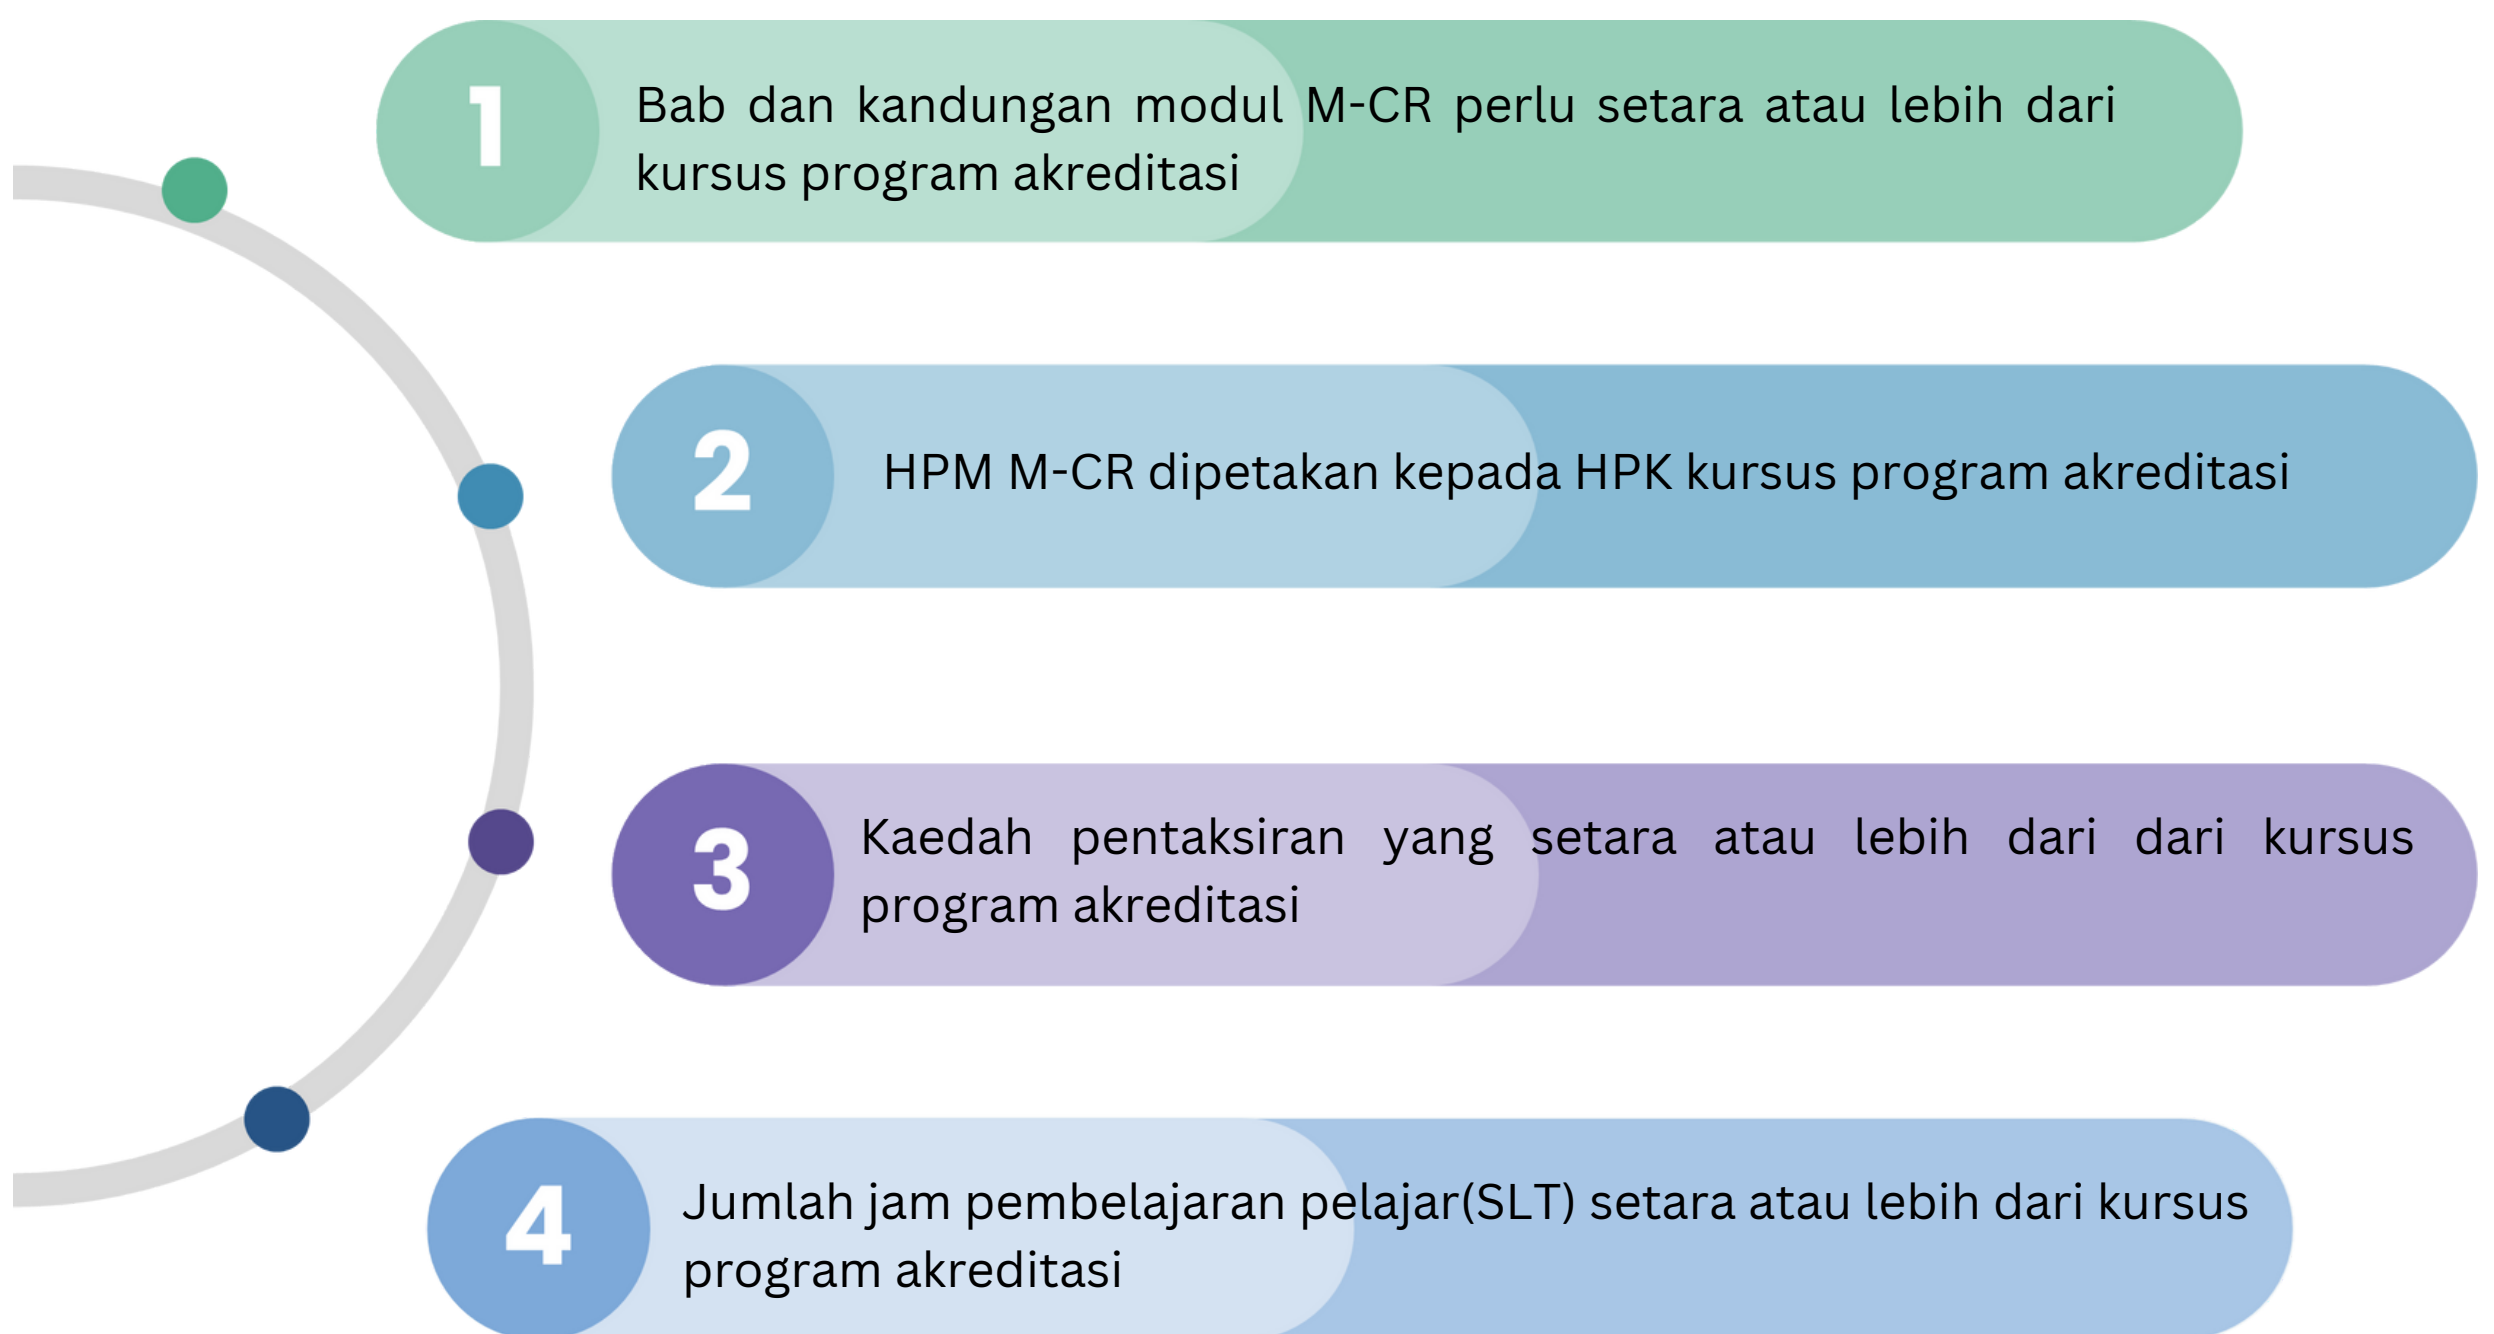 1
Bab dan kandungan modul M-CR perlu setara atau lebih dari
kursus program akreditasi
2
HPM M-CR dipetakan kepada HPK kursus program akreditasi
3
Kaedah pentaksiran yang setara atau lebih dari dari kursus
program akreditasi
4
Jumlah jam pembelajaran pelajar(SLT) setara atau lebih dari kursus
program akreditasi